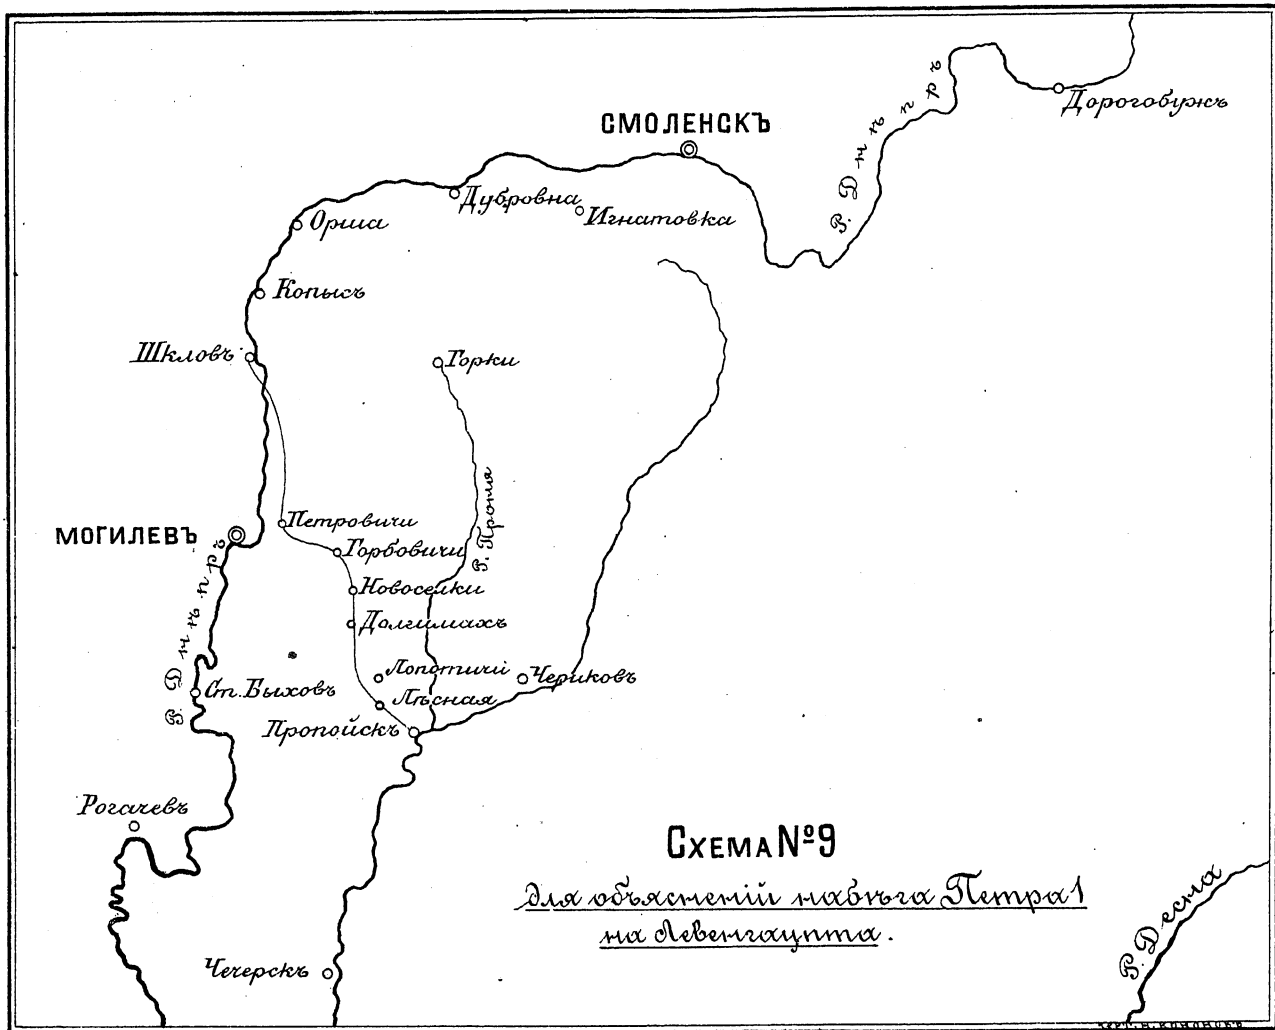 Дорогобужъ
СМОЛЕНСКЪ
Р. Днѣпръ
Дубровна
Игнатовка
Орша
Копысъ
Шкловъ
Горки
Р. Проня
Петровичи
МОГИЛЕВЪ
Горбовичи
Новоселки
Долгимахъ
Р. Днѣпръ
Лопотичи
Чериковъ
Ст. Быховъ
Лѣсная
Пропойскъ
Рогачевъ
СХЕМА №9
для объясненiй набѣга Петра 1
на Левенгаупта.
Р. Десна
Чечерскъ